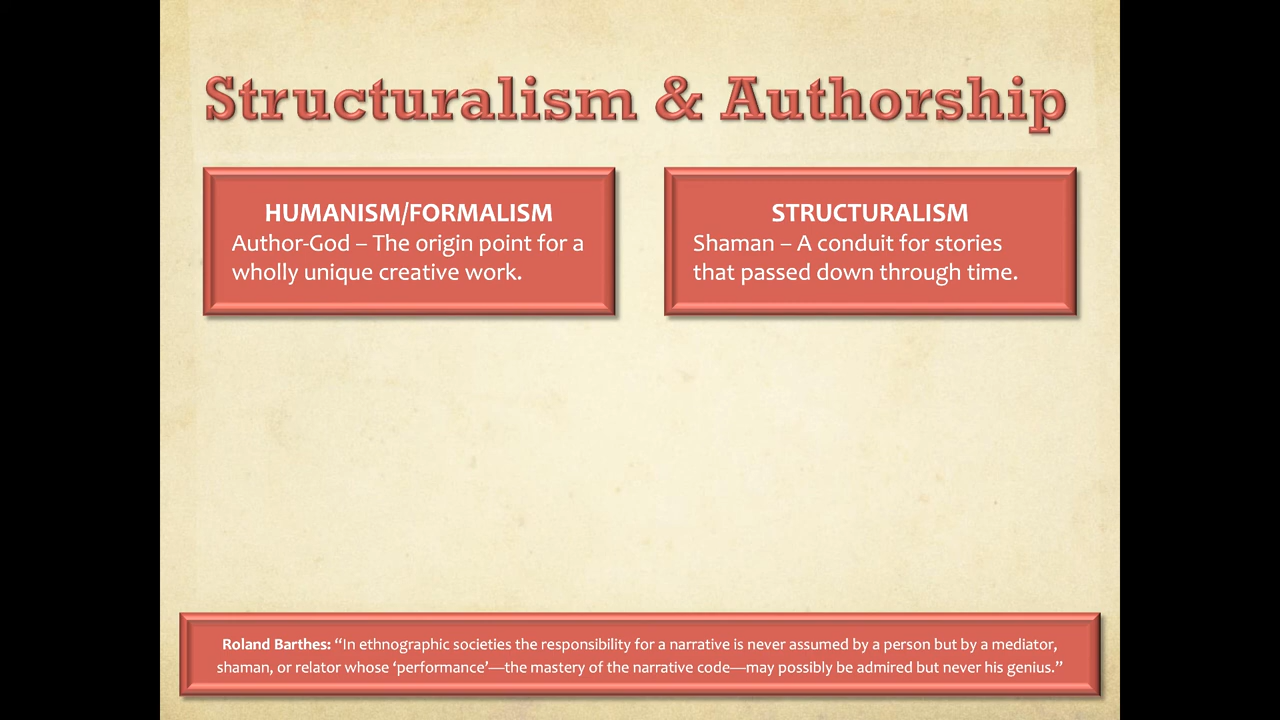 Structuralism & Authorship
HUMANISM/FORMALISM
Author-God – The origin point for a
wholly unique creative work.
STRUCTURALISM
Shaman – A conduit for stories
that passed down through time.
Roland Barthes: “In ethnographic societies the responsibility for a narrative is never assumed by a person but by a mediator,
shaman, or relator whose ‘performance’—the mastery of the narrative code—may possibly be admired but never his genius.”